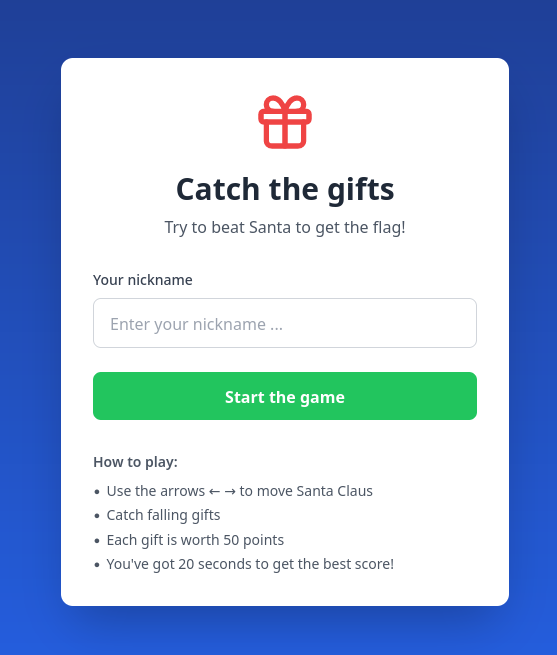 Catch the gifts
Try to beat Santa to get the flag!
Your nickname
Enter your nickname ...
Start the game
How to play:
• Use the arrows ← → to move Santa Claus
• Catch falling gifts
• Each gift is worth 50 points
• You've got 20 seconds to get the best score!